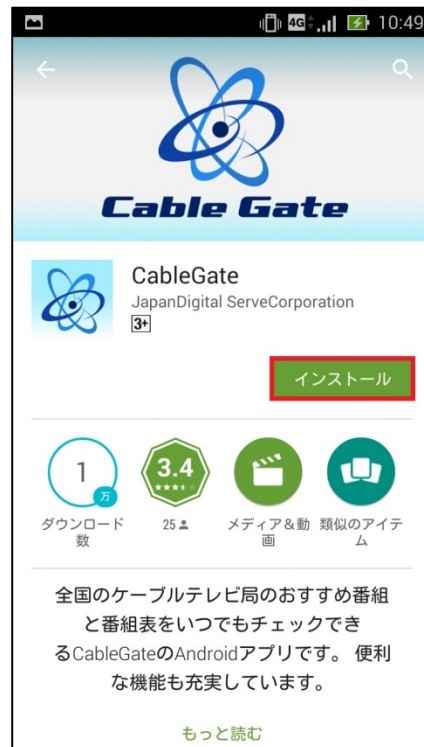 4G 10:49
Cable Gate
CableGate
JapanDigital ServeCorporation
3+
インストール
1
万
3.4
ダウンロード
数
25
メディア&動
画
類似のアイテ
ム
全国のケーブルテレビ局のおすすめ番組
と番組表をいつでもチェックでき
るCableGateのAndroidアプリです。 便利
な機能も充実しています。
もっと読む